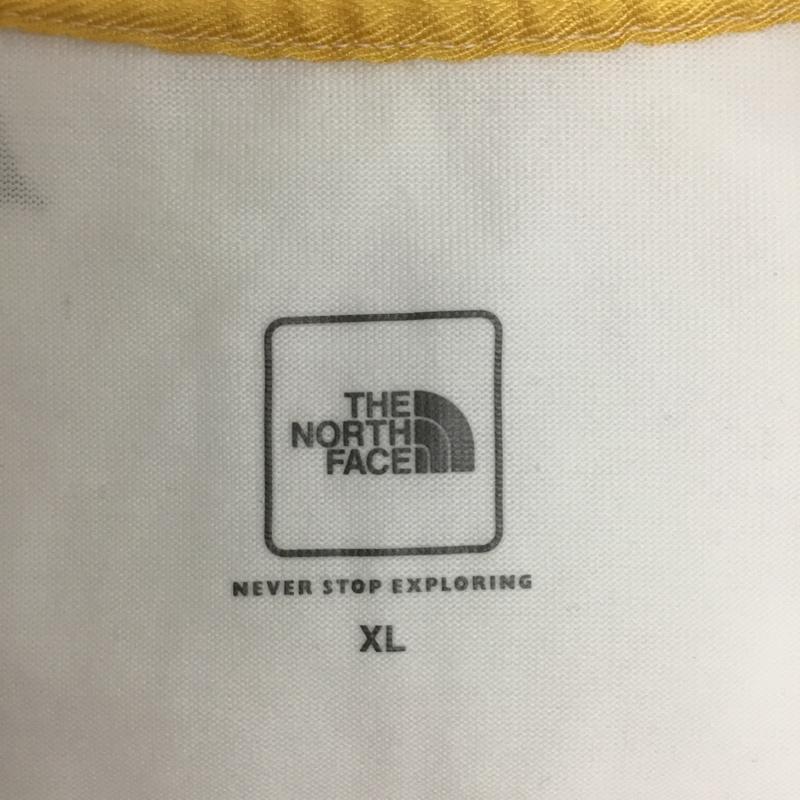 THE
NORTH
FACE
NEVER STOP EXPLORING
XL